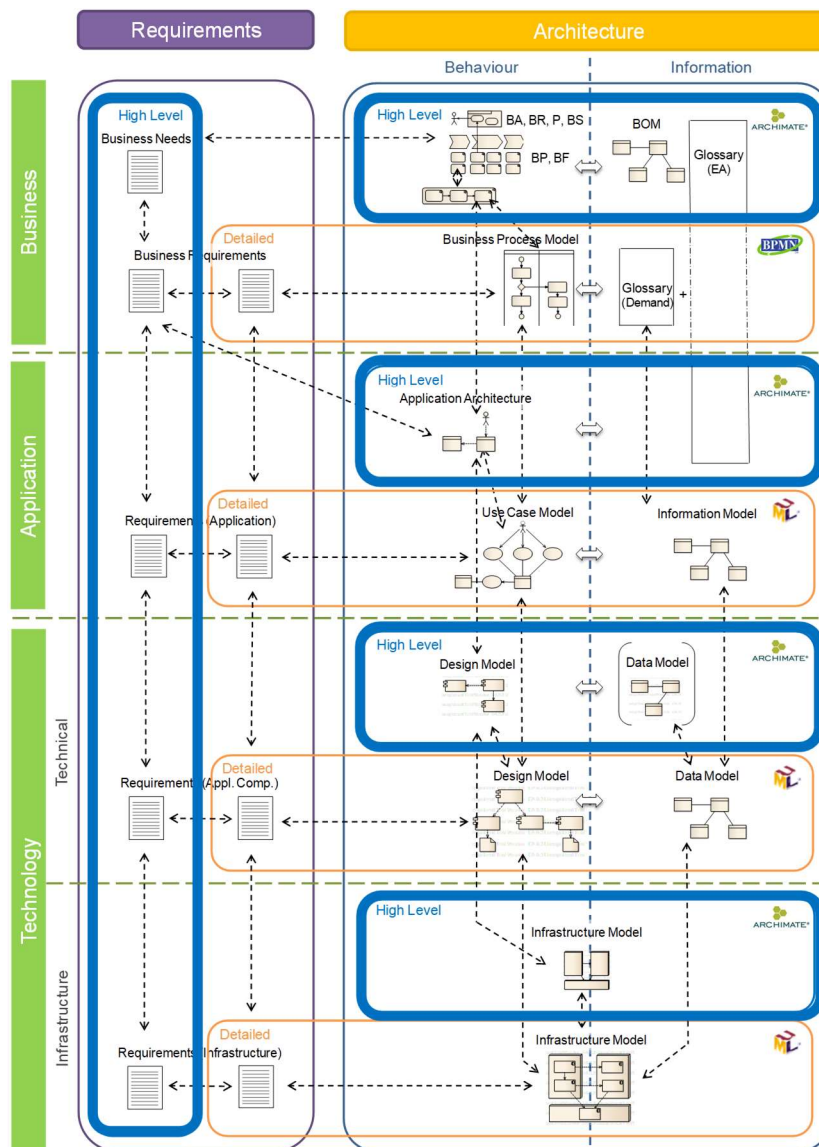 Requirements
Architecture
Behaviour
Information
Business
High Level
Business Needs
High Level
BA, BR, P, BS
BP, BF
BOM
Glossary
(EA)
ARCHIMATE®
Detailed
Business Requirements
Business Process Model
Glossary
(Demand)
+
BPMN
Application
High Level
Application Architecture
ARCHIMATE®
Detailed
Requirements (Application)
Use Case Model
Information Model
UML
Technology
Technical
High Level
Design Model
Data Model
ARCHIMATE®
Detailed
Requirements (Appl. Comp.)
Design Model
Data Model
UML
Infrastructure
High Level
Infrastructure Model
ARCHIMATE®
Detailed
Requirements (Infrastructure)
Infrastructure Model
UML